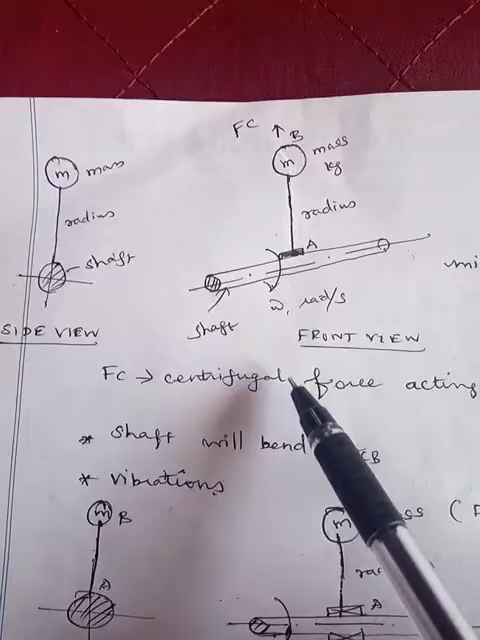 FC ↑ B
m mass
m mass
kg
radius
radius
A
shaft
mi
ω, rad/s
shaft
SIDE VIEW
FRONT VIEW
Fc → centrifugal force acting
* shaft will bend
* vibrations
m B
m
A
A